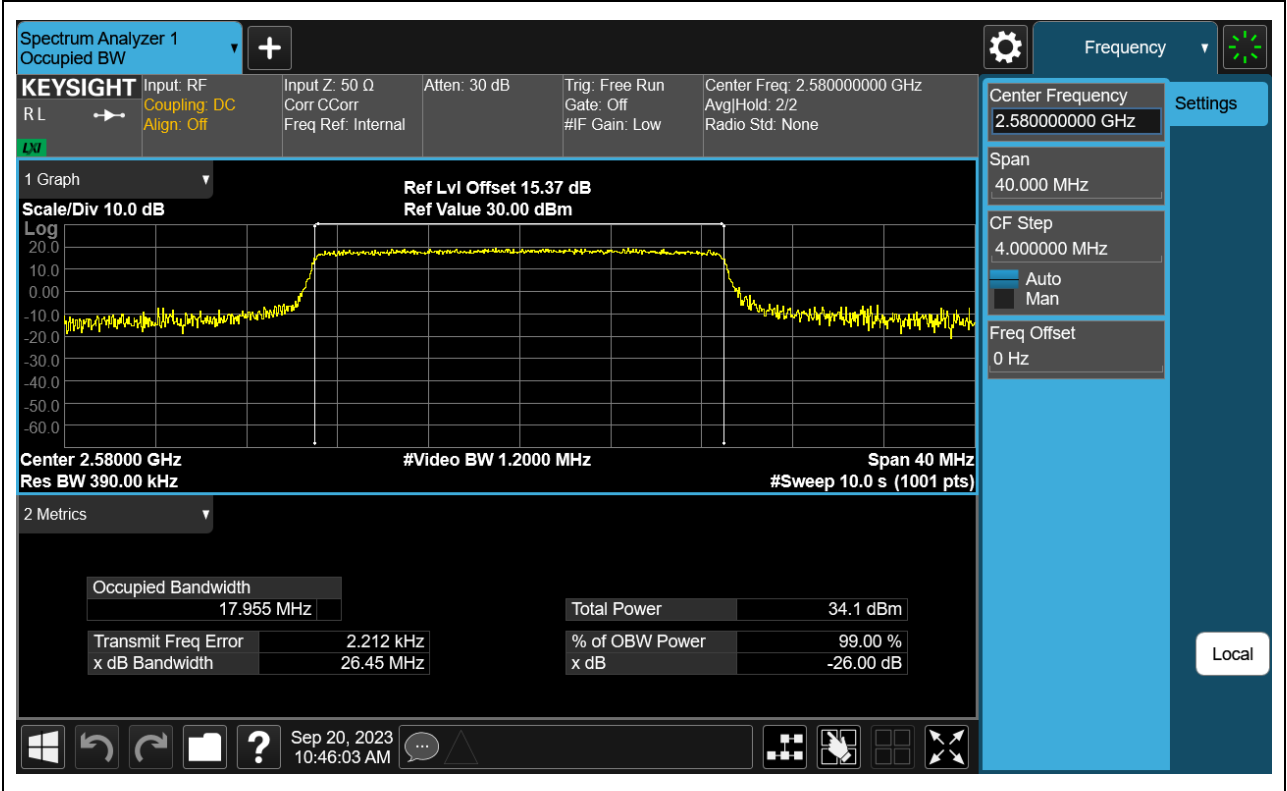 Spectrum Analyzer 1
Occupied BW
+
Frequency
KEYSIGHT
R L
LXI
Input: RF
Coupling: DC
Align: Off
Input Z: 50 Ω
Corr CCorr
Freq Ref: Internal
Atten: 30 dB
Trig: Free Run
Gate: Off
#IF Gain: Low
Center Freq: 2.580000000 GHz
Avg|Hold: 2/2
Radio Std: None
Center Frequency
2.580000000 GHz
Settings
Span
40.000 MHz
CF Step
4.000000 MHz
Auto
Man
Freq Offset
0 Hz
Local
1 Graph
Scale/Div 10.0 dB
Ref Lvl Offset 15.37 dB
Ref Value 30.00 dBm
Log
20.0
10.0
0.00
-10.0
-20.0
-30.0
-40.0
-50.0
-60.0
Center 2.58000 GHz
#Video BW 1.2000 MHz
Span 40 MHz
Res BW 390.00 kHz
#Sweep 10.0 s (1001 pts)
2 Metrics
Occupied Bandwidth
17.955 MHz
Total Power 34.1 dBm
Transmit Freq Error 2.212 kHz
% of OBW Power 99.00 %
x dB Bandwidth 26.45 MHz
x dB -26.00 dB
?
Sep 20, 2023
10:46:03 AM